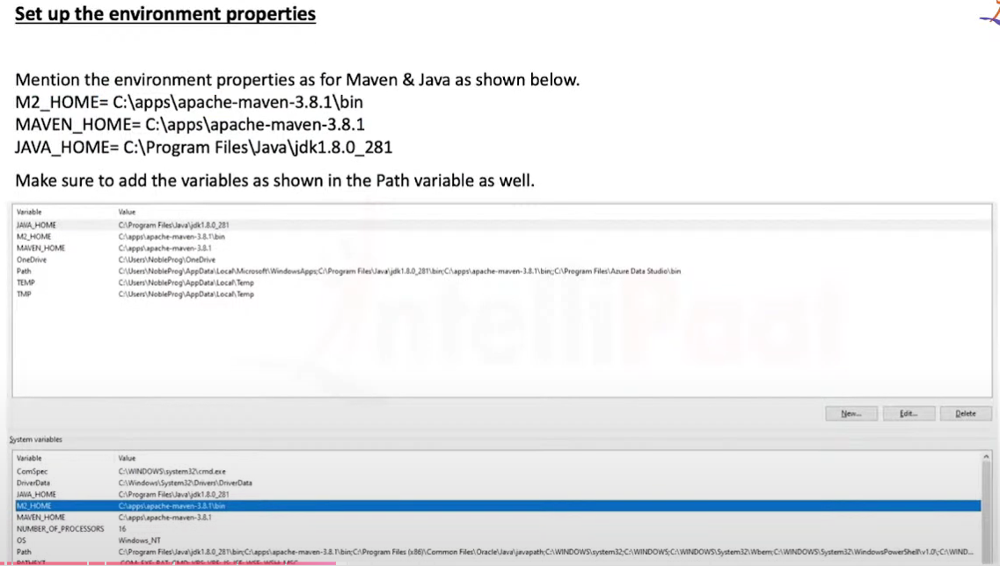 Set up the environment properties
Mention the environment properties as for Maven & Java as shown below.
M2_HOME= C:\apps\apache-maven-3.8.1\bin
MAVEN_HOME= C:\apps\apache-maven-3.8.1
JAVA_HOME= C:\Program Files\Java\jdk1.8.0_281
Make sure to add the variables as shown in the Path variable as well.
Variable Value
JAVA_HOME C:\Program Files\Java\jdk1.8.0_281
M2_HOME C:\apps\apache-maven-3.8.1\bin
MAVEN_HOME C:\apps\apache-maven-3.8.1
OneDrive C:\Users\NobleProg\OneDrive
Path C:\Users\NobleProg\AppData\Local\Microsoft\WindowsApps;C:\Program Files\Java\jdk1.8.0_281\bin;C:\apps\apache-maven-3.8.1\bin;;C:\Program Files\Azure Data Studio\bin
TEMP C:\Users\NobleProg\AppData\Local\Temp
TMP C:\Users\NobleProg\AppData\Local\Temp
IntelliPaat
New... Edit... Delete
System variables
Variable Value
ComSpec C:\WINDOWS\system32\cmd.exe
DriverData C:\Windows\System32\Drivers\DriverData
JAVA_HOME C:\Program Files\Java\jdk1.8.0_281
M2_HOME C:\apps\apache-maven-3.8.1\bin
MAVEN_HOME C:\apps\apache-maven-3.8.1
NUMBER_OF_PROCESSORS 16
OS Windows_NT
Path C:\Program Files\Java\jdk1.8.0_281\bin;C:\apps\apache-maven-3.8.1\bin;C:\Program Files (x86)\Common Files\Oracle\Java\javapath;C:\WINDOWS\system32;C:\WINDOWS;C:\WINDOWS\System32\Wbem;C:\WINDOWS\System32\WindowsPowerShell\v1.0\;C:\WIND...